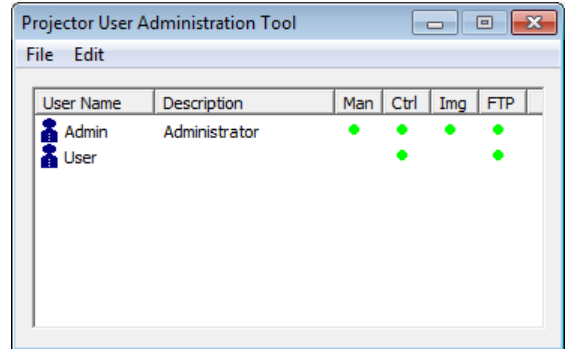 Projector User Administration Tool
File Edit
User Name Description Man Ctrl Img FTP
Admin Administrator
User